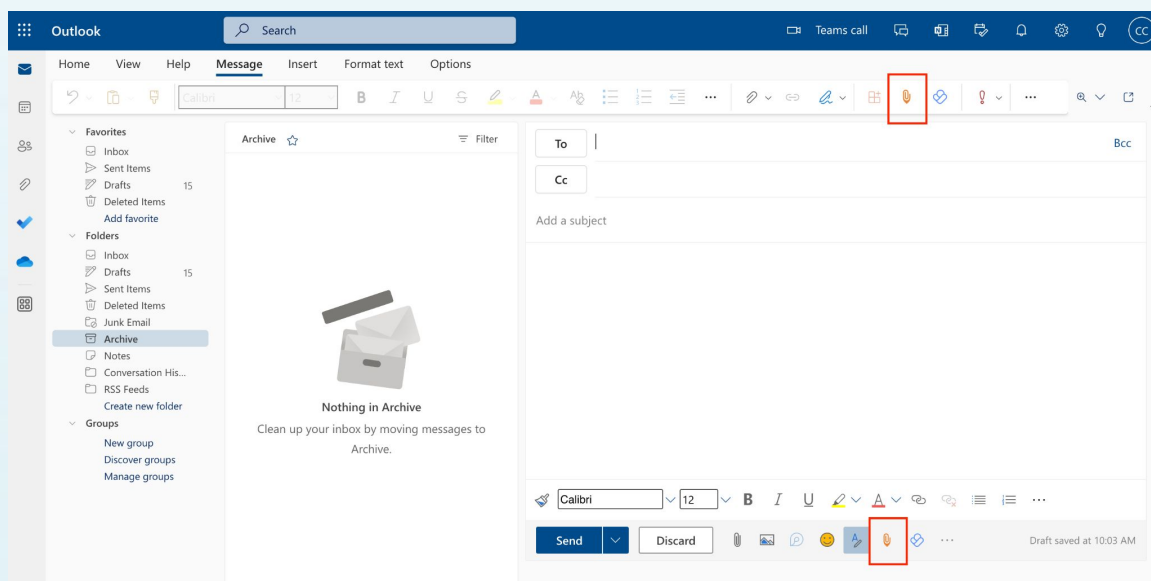 Outlook
Search
Teams call
CC
Home View Help Message Insert Format text Options
Calibri 12 B I U S A
Favorites
Inbox
Sent Items
Drafts 15
Deleted Items
Add favorite
Folders
Inbox
Drafts 15
Sent Items
Deleted Items
Junk Email
Archive
Notes
Conversation His...
RSS Feeds
Create new folder
Groups
New group
Discover groups
Manage groups
Archive Filter
Nothing in Archive
Clean up your inbox by moving messages to
Archive.
To Bcc
Cc
Add a subject
Calibri 12 B I U A
Send Discard Draft saved at 10:03 AM